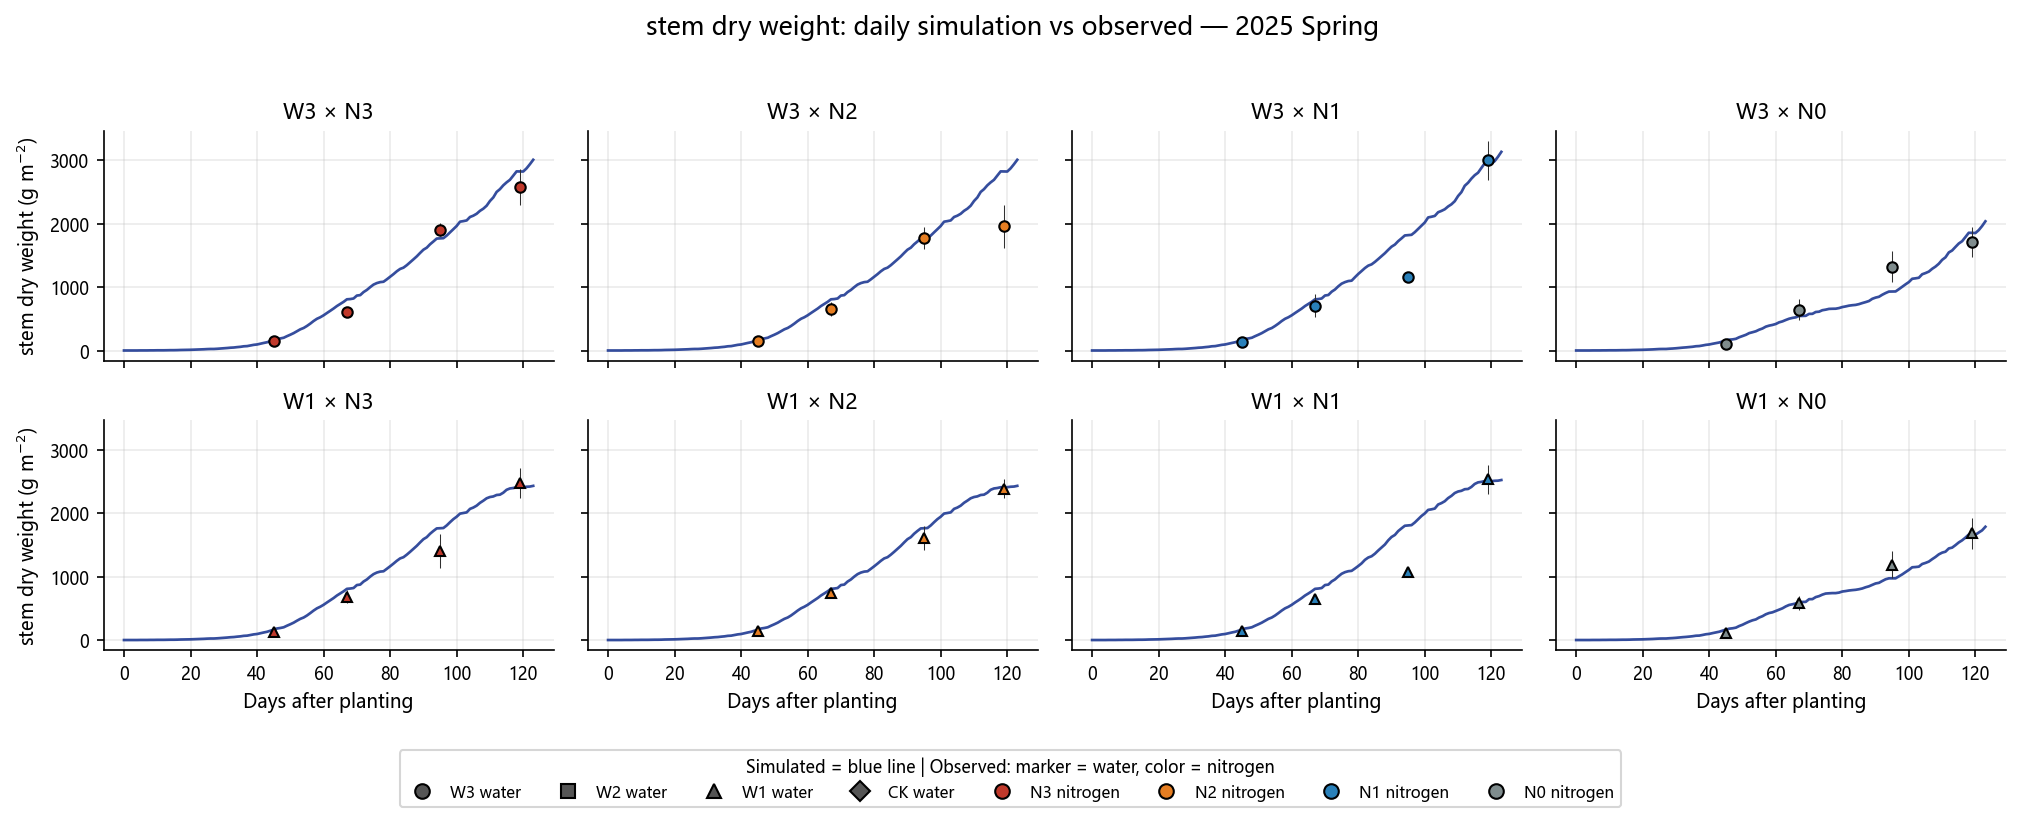 stem dry weight: daily simulation vs observed — 2025 Spring
W3 × N3
W3 × N2
W3 × N1
W3 × N0
stem dry weight (g m⁻²)
3000
2000
1000
0
W1 × N3
W1 × N2
W1 × N1
W1 × N0
stem dry weight (g m⁻²)
3000
2000
1000
0
0 20 40 60 80 100 120
0 20 40 60 80 100 120
0 20 40 60 80 100 120
0 20 40 60 80 100 120
Days after planting
Days after planting
Days after planting
Days after planting
Simulated = blue line | Observed: marker = water, color = nitrogen
W3 water W2 water W1 water CK water N3 nitrogen N2 nitrogen N1 nitrogen N0 nitrogen